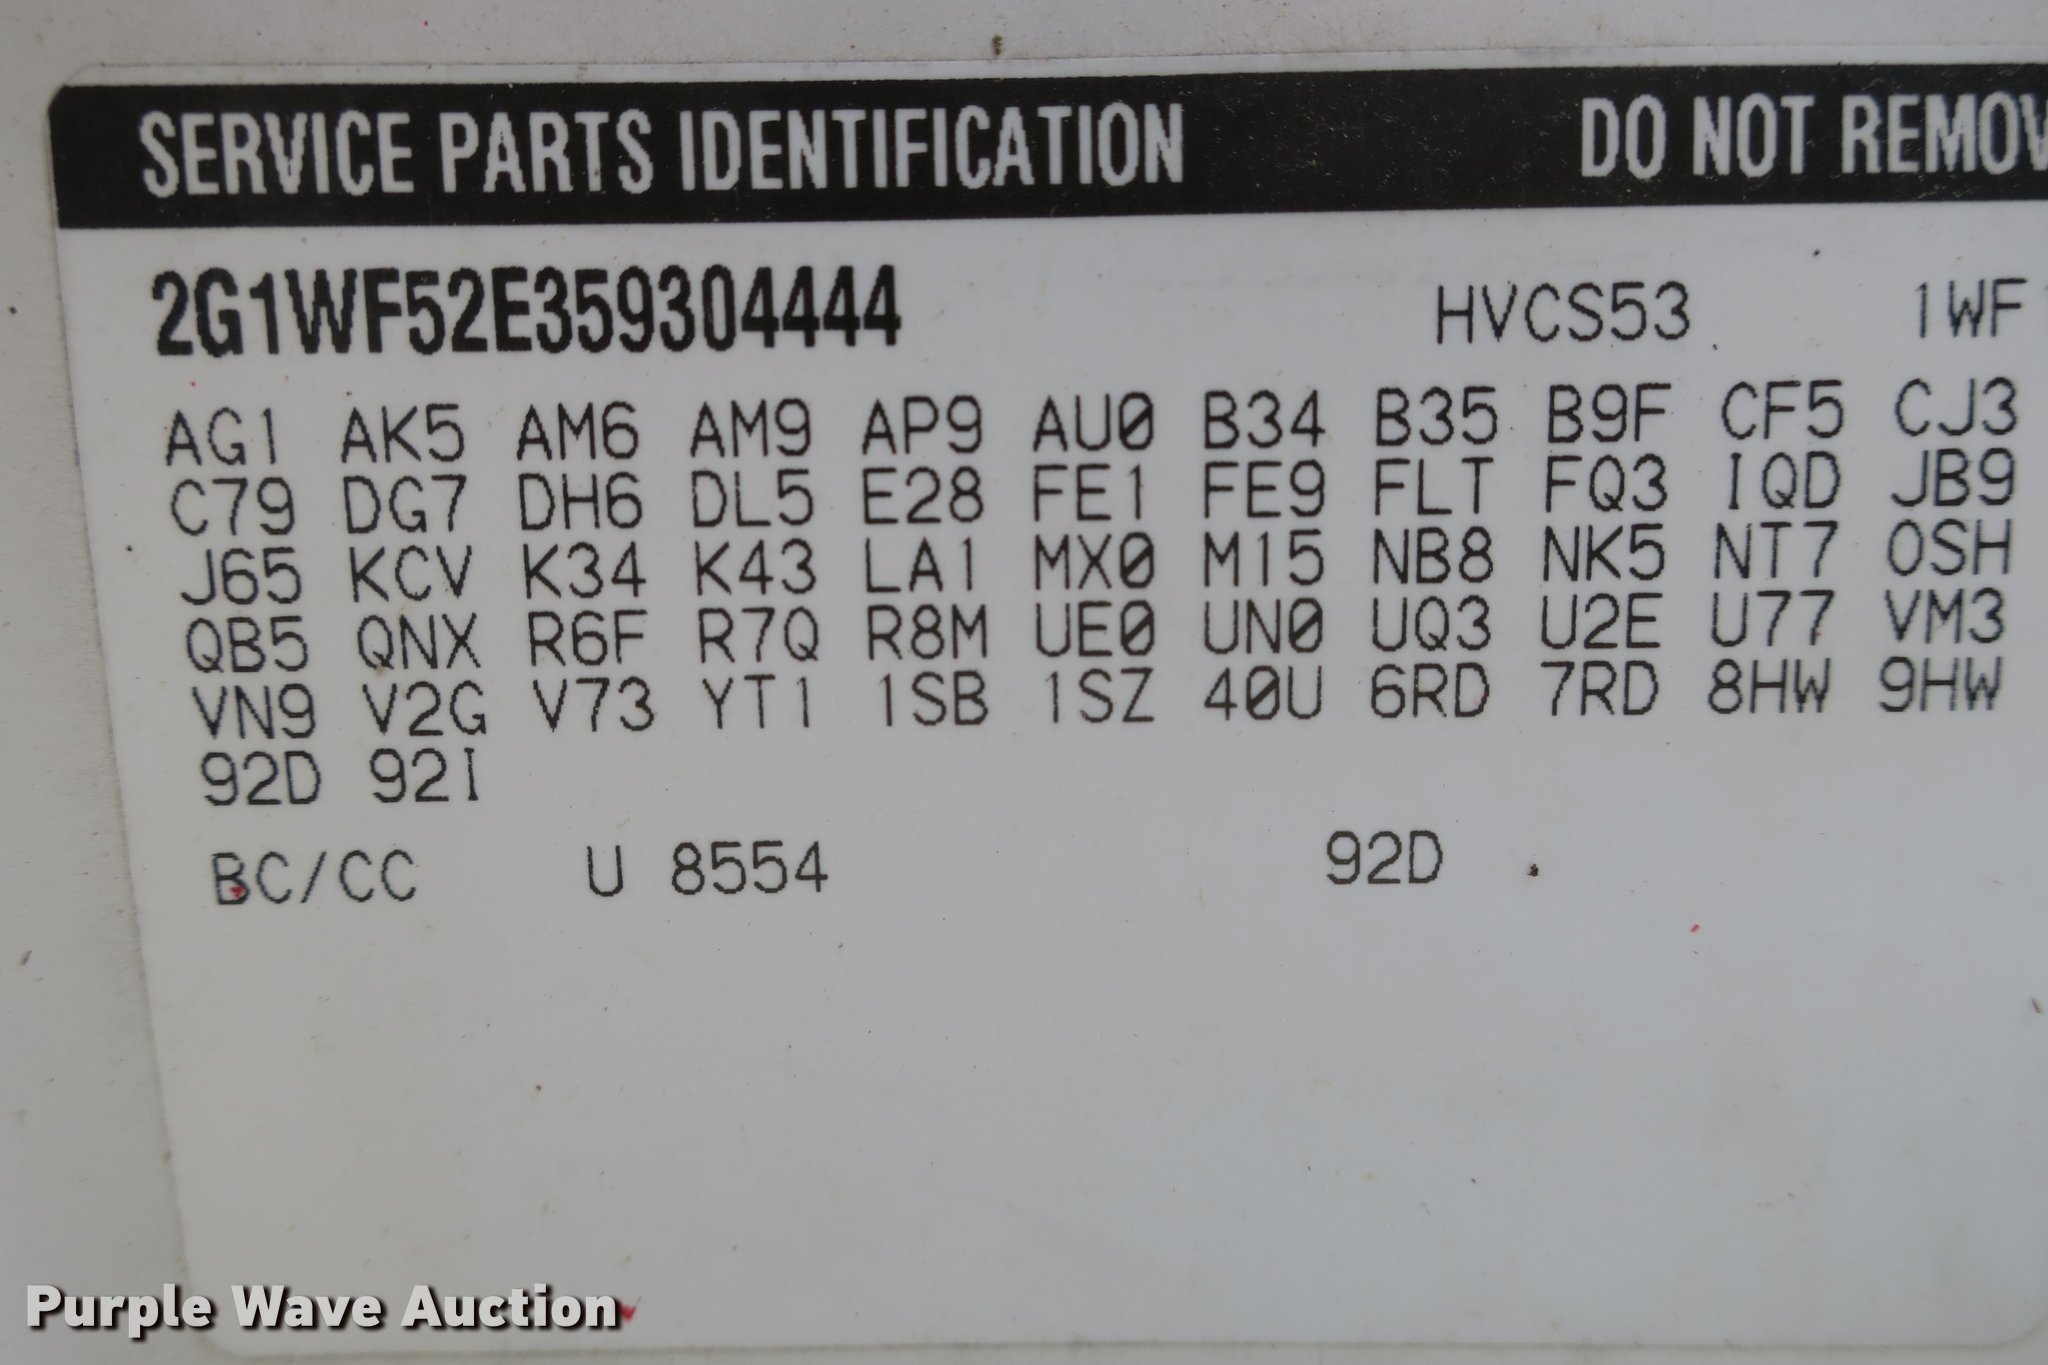 SERVICE PARTS IDENTIFICATION DO NOT REMOV
2G1WF52E359304444 HVCS53 1WF
AG1 AK5 AM6 AM9 AP9 AU0 B34 B35 B9F CF5 CJ3
C79 DG7 DH6 DL5 E28 FE1 FE9 FLT FQ3 IQD JB9
J65 KCV K34 K43 LA1 MX0 M15 NB8 NK5 NT7 OSH
QB5 QNX R6F R7Q R8M UE0 UN0 UQ3 U2E U77 VM3
VN9 V2G V73 YT1 1SB 1SZ 40U 6RD 7RD 8HW 9HW
92D 92I
BC/CC U 8554 92D
Purple Wave Auction